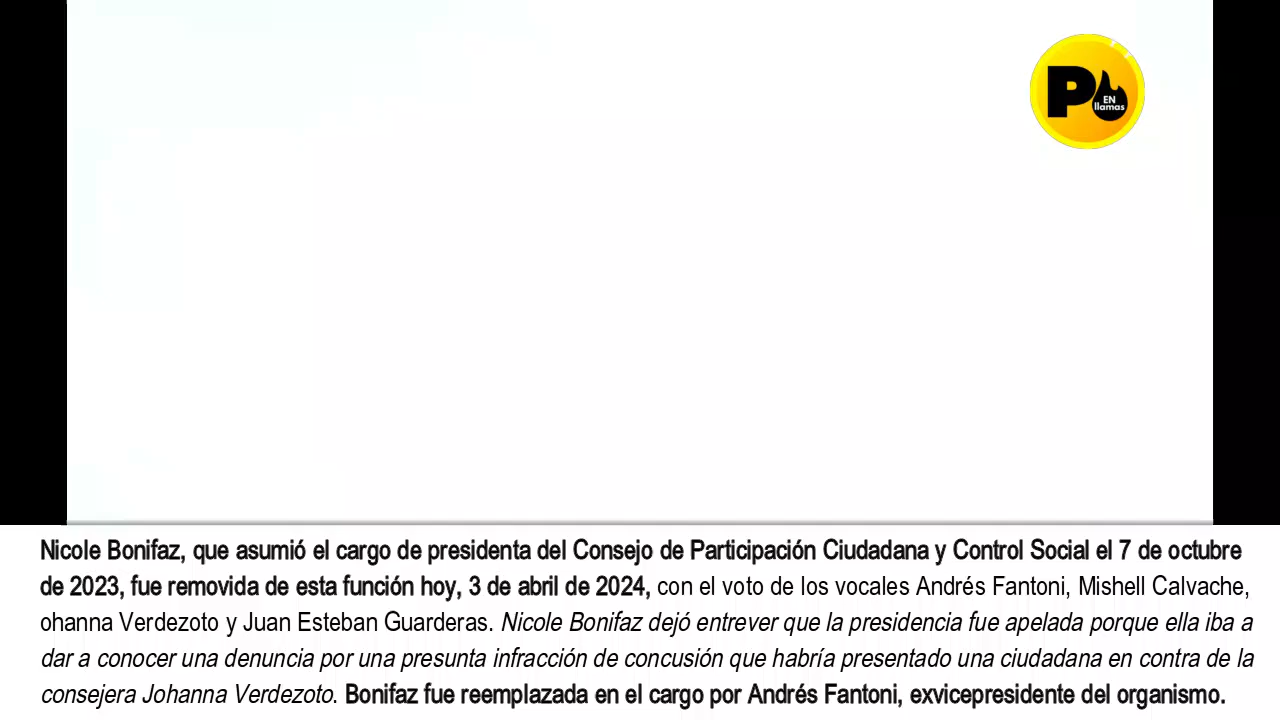 P
EN
llamas
Nicole Bonifaz, que asumió el cargo de presidenta del Consejo de Participación Ciudadana y Control Social el 7 de octubre
de 2023, fue removida de esta función hoy, 3 de abril de 2024, con el voto de los vocales Andrés Fantoni, Mishell Calvache,
ohanna Verdezoto y Juan Esteban Guarderas. Nicole Bonifaz dejó entrever que la presidencia fue apelada porque ella iba a
dar a conocer una denuncia por una presunta infracción de concusión que habría presentado una ciudadana en contra de la
consejera Johanna Verdezoto. Bonifaz fue reemplazada en el cargo por Andrés Fantoni, exvicepresidente del organismo.